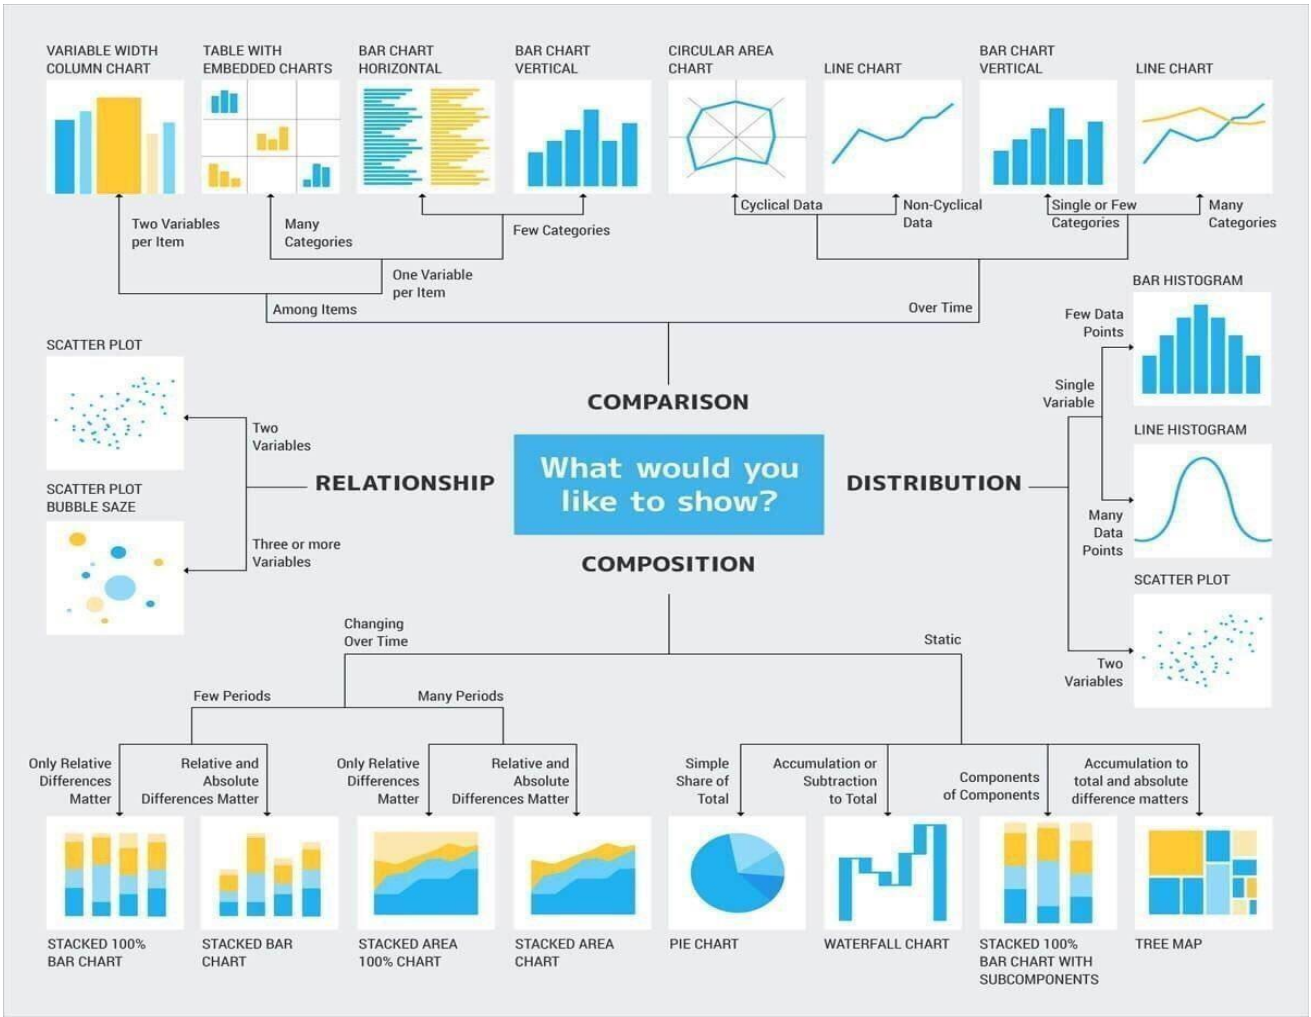 VARIABLE WIDTH
COLUMN CHART
TABLE WITH
EMBEDDED CHARTS
BAR CHART
HORIZONTAL
BAR CHART
VERTICAL
CIRCULAR AREA
CHART
LINE CHART
BAR CHART
VERTICAL
LINE CHART
Two Variables
per Item
Many
Categories
Few Categories
Cyclical Data
Non-Cyclical
Data
Single or Few
Categories
Many
Categories
One Variable
per Item
Among Items
Over Time
COMPARISON
What would you
like to show?
RELATIONSHIP
DISTRIBUTION
COMPOSITION
SCATTER PLOT
Two
Variables
SCATTER PLOT
BUBBLE SAZE
Three or more
Variables
BAR HISTOGRAM
Few Data
Points
Single
Variable
LINE HISTOGRAM
Many
Data
Points
SCATTER PLOT
Two
Variables
Changing
Over Time
Static
Few Periods
Many Periods
Only Relative
Differences
Matter
Relative and
Absolute
Differences Matter
Only Relative
Differences
Matter
Relative and
Absolute
Differences Matter
Simple
Share of
Total
Accumulation or
Subtraction
to Total
Components
of Components
Accumulation to
total and absolute
difference matters
STACKED 100%
BAR CHART
STACKED BAR
CHART
STACKED AREA
100% CHART
STACKED AREA
CHART
PIE CHART
WATERFALL CHART
STACKED 100%
BAR CHART WITH
SUBCOMPONENTS
TREE MAP